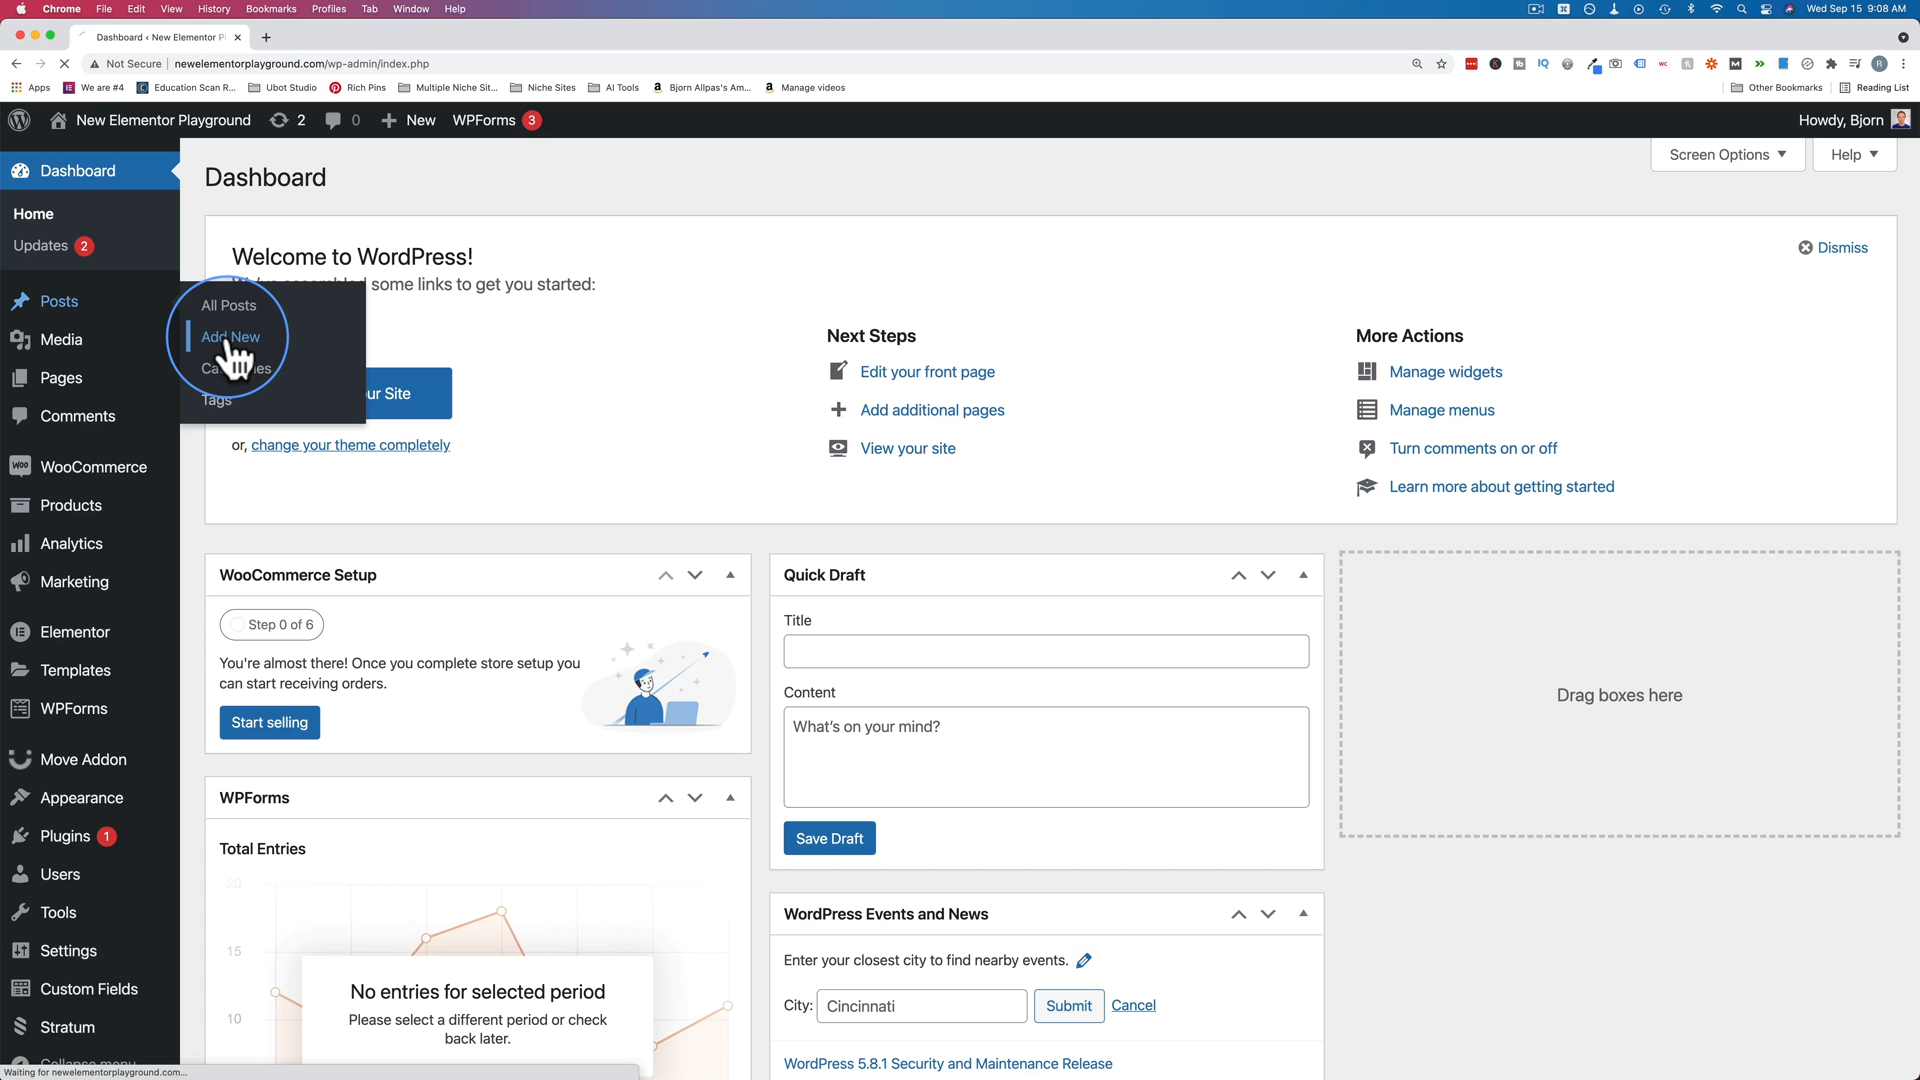 Chrome File Edit View History Bookmarks Profiles Tab Window Help
Wed Sep 15 9:08 AM
Dashboard ‹ New Elementor Pl
Not Secure | newelementorplayground.com/wp-admin/index.php
Apps We are #4 Education Scan R... Ubot Studio Rich Pins Multiple Niche Sit... Niche Sites AI Tools Bjorn Allpas's Am... Manage videos Other Bookmarks Reading List
New Elementor Playground 2 0 New WPForms 3
Howdy, Bjorn
Screen Options Help
Dashboard
Home
Updates 2
Posts
Media
Pages
Comments
WooCommerce
Products
Analytics
Marketing
Elementor
Templates
WPForms
Move Addon
Appearance
Plugins 1
Users
Tools
Settings
Custom Fields
Stratum
Collapse menu
Waiting for newelementorplayground.com...
All Posts
Add New
Tags
Dashboard
Welcome to WordPress!
some links to get you started:
Dismiss
ur Site
or, change your theme completely
Next Steps
Edit your front page
Add additional pages
View your site
More Actions
Manage widgets
Manage menus
Turn comments on or off
Learn more about getting started
WooCommerce Setup
Step 0 of 6
You're almost there! Once you complete store setup you
can start receiving orders.
Start selling
WPForms
Total Entries
20
15
10
No entries for selected period
Please select a different period or check
back later.
Quick Draft
Title
Content
What's on your mind?
Save Draft
WordPress Events and News
Enter your closest city to find nearby events.
City: Cincinnati Submit Cancel
WordPress 5.8.1 Security and Maintenance Release
Drag boxes here